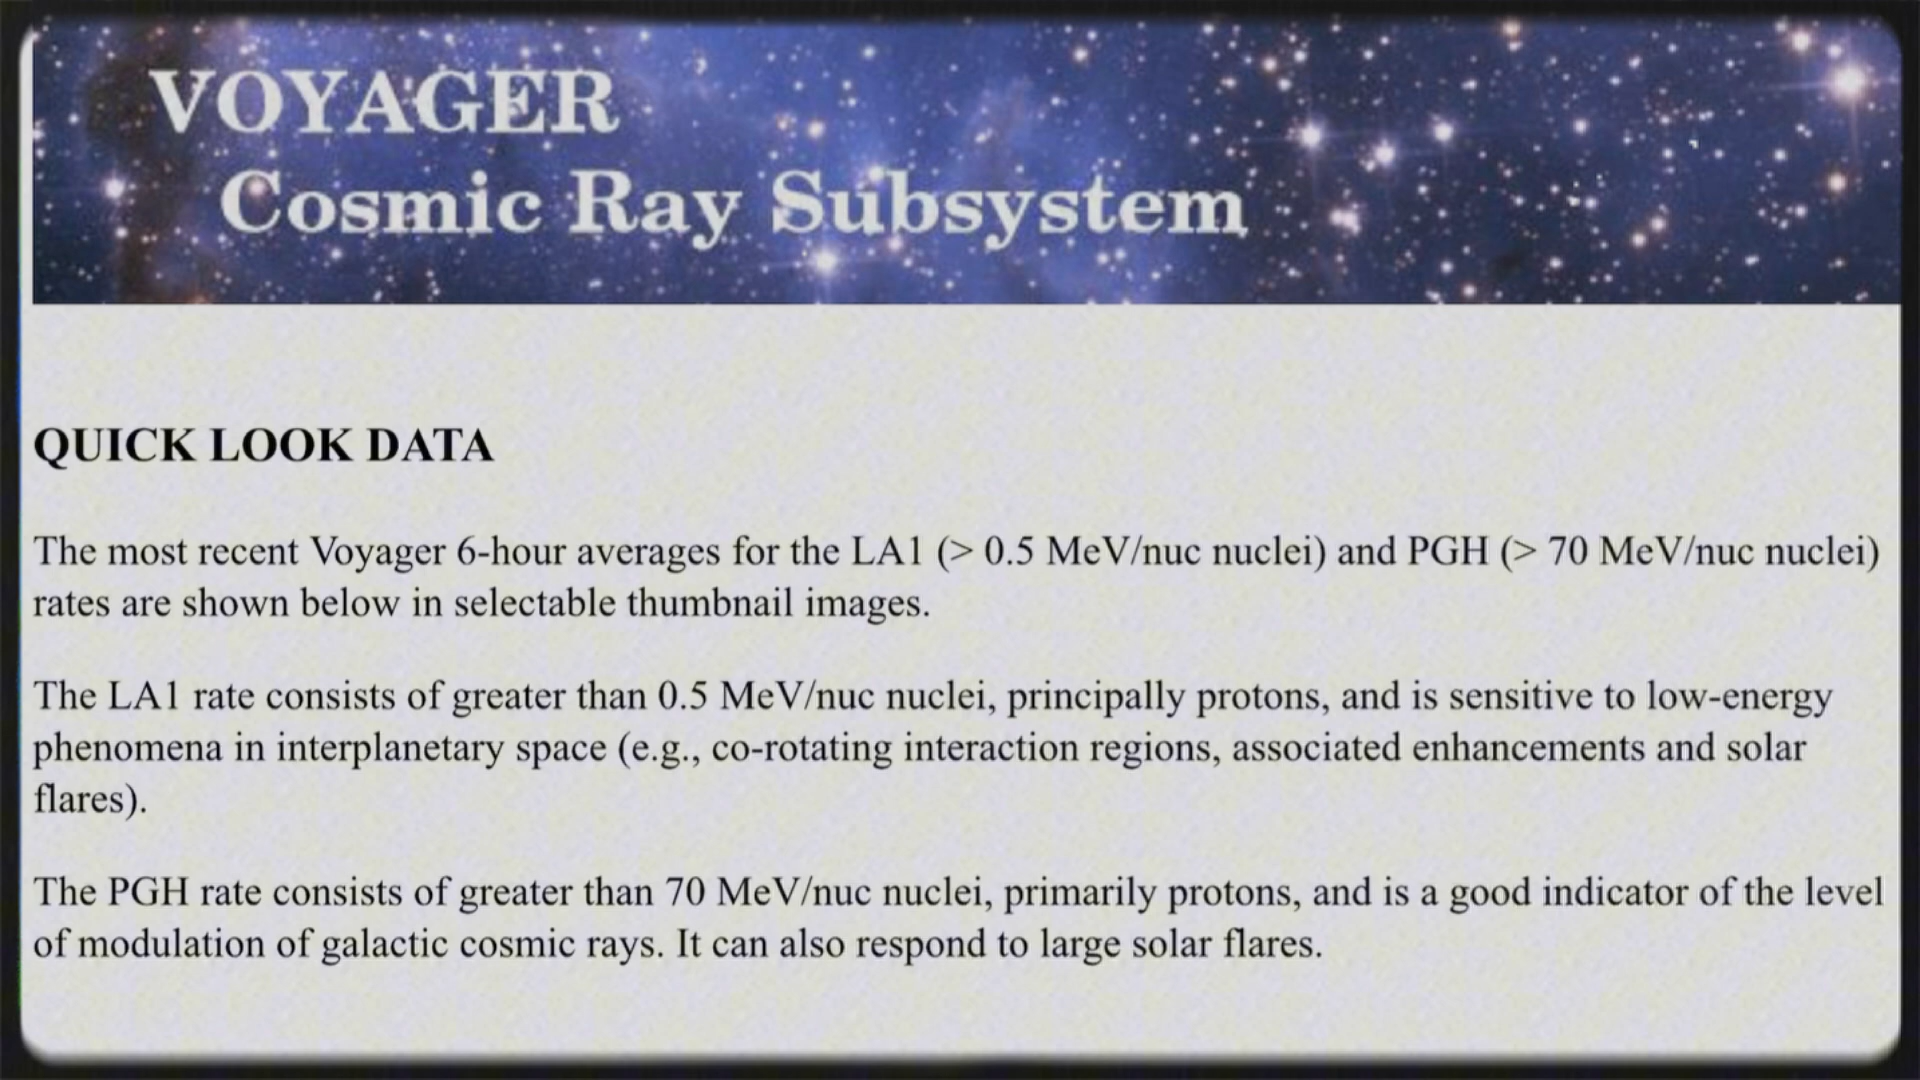 VOYAGER
Cosmic Ray Subsystem
QUICK LOOK DATA
The most recent Voyager 6-hour averages for the LA1 (> 0.5 MeV/nuc nuclei) and PGH (> 70 MeV/nuc nuclei)
rates are shown below in selectable thumbnail images.
The LA1 rate consists of greater than 0.5 MeV/nuc nuclei, principally protons, and is sensitive to low-energy
phenomena in interplanetary space (e.g., co-rotating interaction regions, associated enhancements and solar
flares).
The PGH rate consists of greater than 70 MeV/nuc nuclei, primarily protons, and is a good indicator of the level
of modulation of galactic cosmic rays. It can also respond to large solar flares.